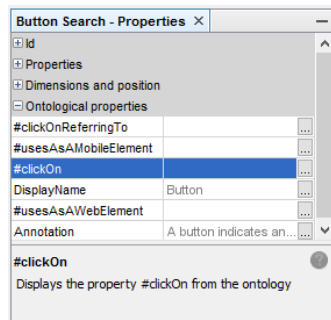 Button Search - Properties ×
Id
Properties
Dimensions and position
Ontological properties
#clickOnReferringTo ...
#usesAsAMobileElement ...
#clickOn ...
DisplayName Button ...
#usesAsAWebElement ...
Annotation A button indicates an... ...
#clickOn ?
Displays the property #clickOn from the ontology